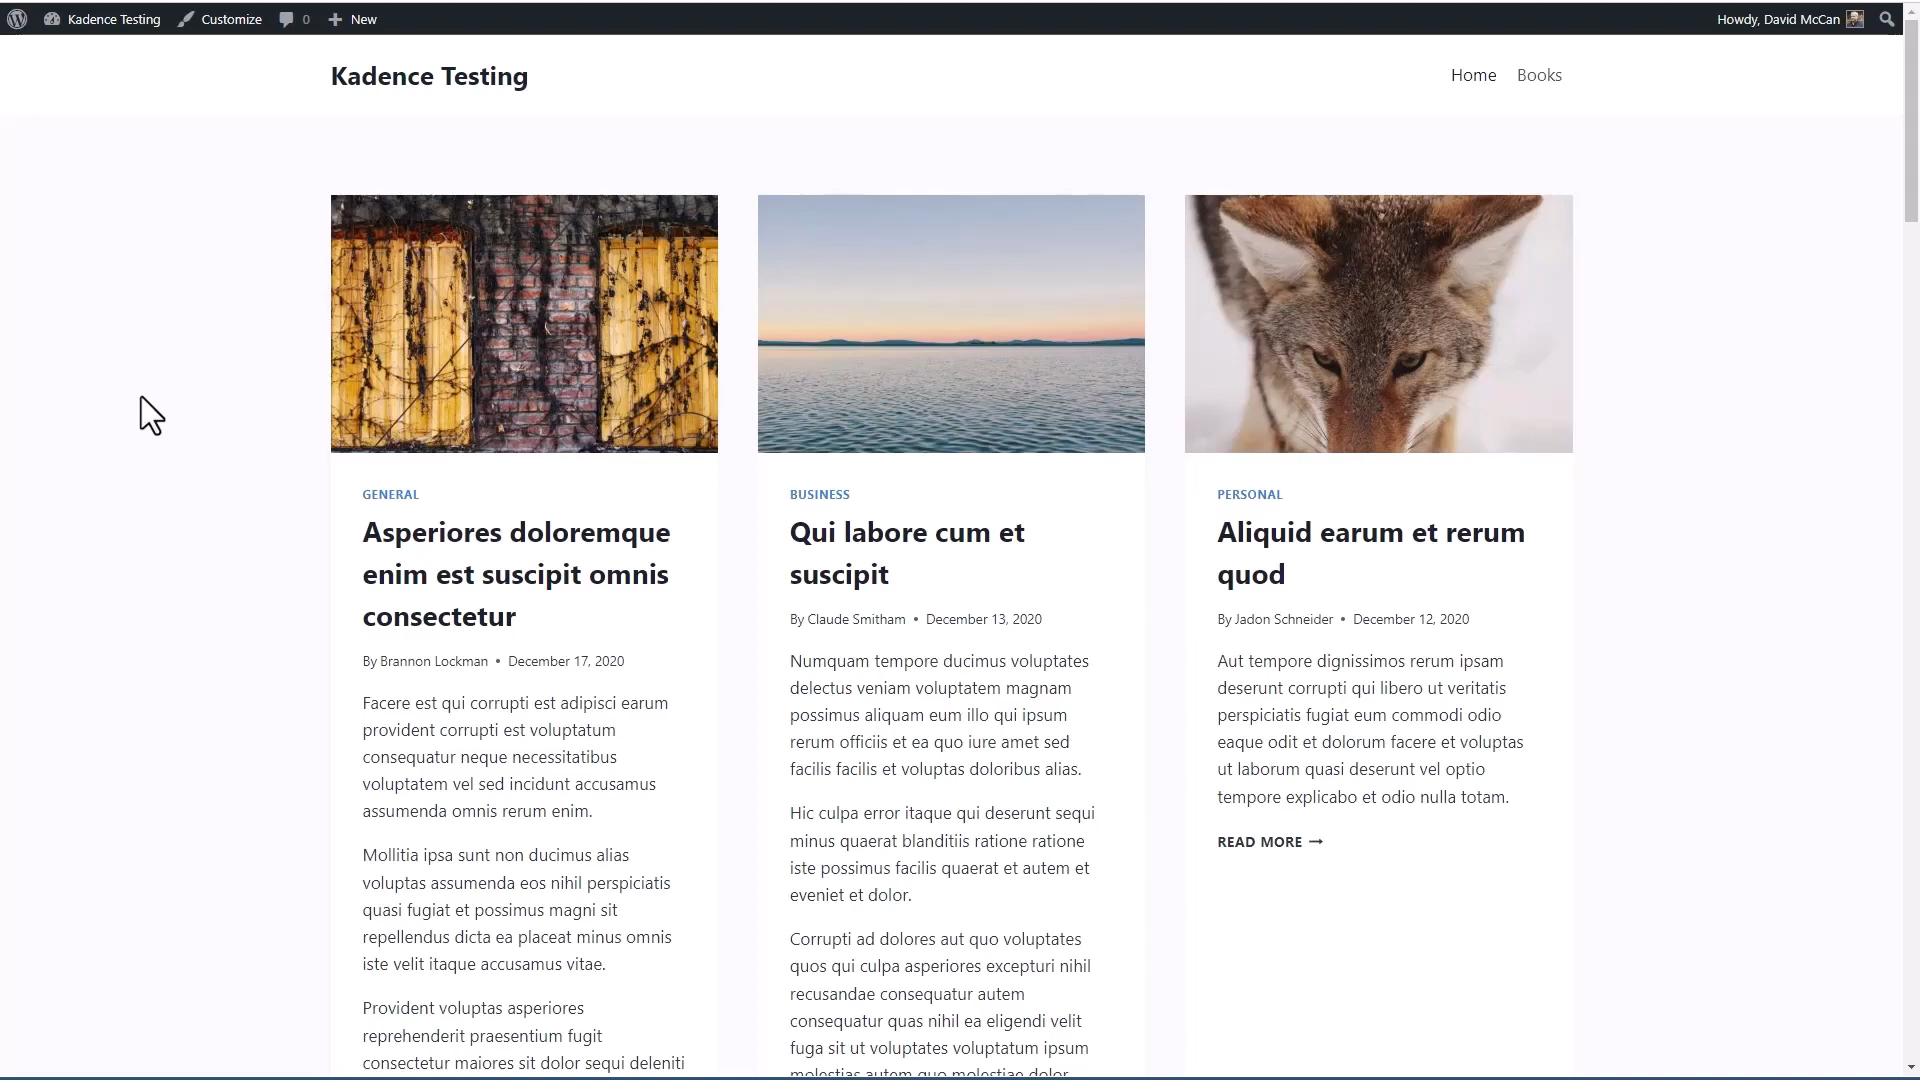 Kadence Testing
Customize
0
New
Howdy, David McCan
Kadence Testing
Home
Books
GENERAL
Asperiores doloremque
enim est suscipit omnis
consectetur
By Brannon Lockman • December 17, 2020
Facere est qui corrupti est adipisci earum
provident corrupti est voluptatum
consequatur neque necessitatibus
voluptatem vel sed incidunt accusamus
assumenda omnis rerum enim.
Mollitia ipsa sunt non ducimus alias
voluptas assumenda eos nihil perspiciatis
quasi fugiat et possimus magni sit
repellendus dicta ea placeat minus omnis
iste velit itaque accusamus vitae.
Provident voluptas asperiores
reprehenderit praesentium fugit
consectetur maiores sit dolor sequi deleniti
BUSINESS
Qui labore cum et
suscipit
By Claude Smitham • December 13, 2020
Numquam tempore ducimus voluptates
delectus veniam voluptatem magnam
possimus aliquam eum illo qui ipsum
rerum officiis et ea quo iure amet sed
facilis facilis et voluptas doloribus alias.
Hic culpa error itaque qui deserunt sequi
minus quaerat blanditiis ratione ratione
iste possimus facilis quaerat et autem et
eveniet et dolor.
Corrupti ad dolores aut quo voluptates
quos qui culpa asperiores excepturi nihil
recusandae consequatur autem
consequatur quas nihil ea eligendi velit
fuga sit ut voluptates voluptatum ipsum
molestias autem quo molestiae dolor
PERSONAL
Aliquid earum et rerum
quod
By Jadon Schneider • December 12, 2020
Aut tempore dignissimos rerum ipsam
deserunt corrupti qui libero ut veritatis
perspiciatis fugiat eum commodi odio
eaque odit et dolorum facere et voluptas
ut laborum quasi deserunt vel optio
tempore explicabo et odio nulla totam.
READ MORE →